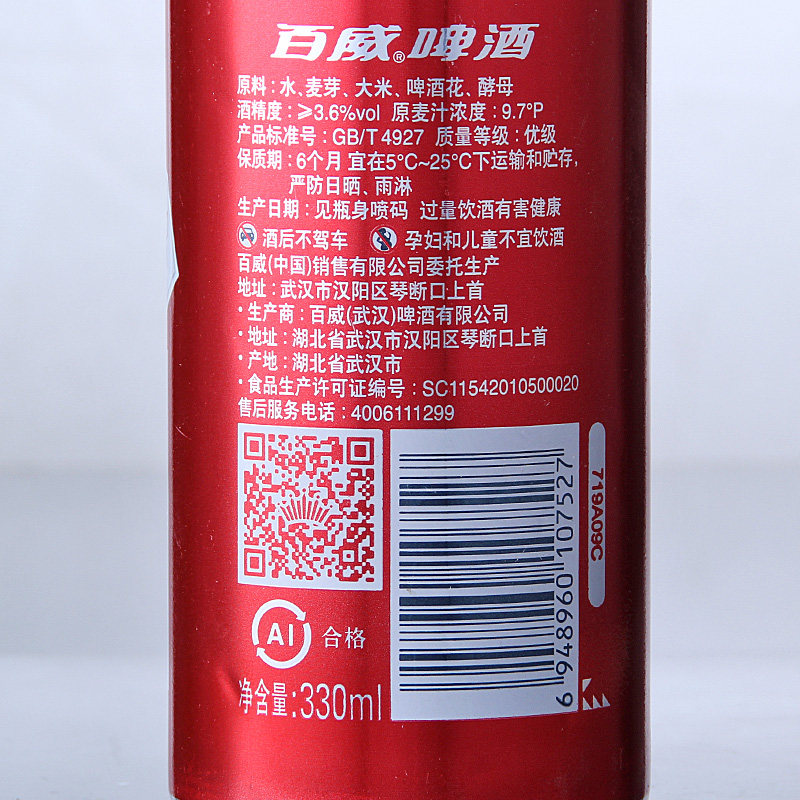 百威®啤酒
原料:水、麦芽、大米、啤酒花、酵母
酒精度:≥3.6%vol 原麦汁浓度:9.7°P
产品标准号:GB/T 4927 质量等级:优级
保质期:6个月 宜在5°C~25°C下运输和贮存,
严防日晒、雨淋
生产日期:见瓶身喷码 过量饮酒有害健康
酒后不驾车 孕妇和儿童不宜饮酒
百威(中国)销售有限公司委托生产
地址:武汉市汉阳区琴断口上首
·生产商:百威(武汉)啤酒有限公司
·地址:湖北省武汉市汉阳区琴断口上首
·产地:湖北省武汉市
·食品生产许可证编号:SC11542010500020
售后服务电话:4006111299
719A09C
6 948960 107527
Al 合格
净含量:330ml